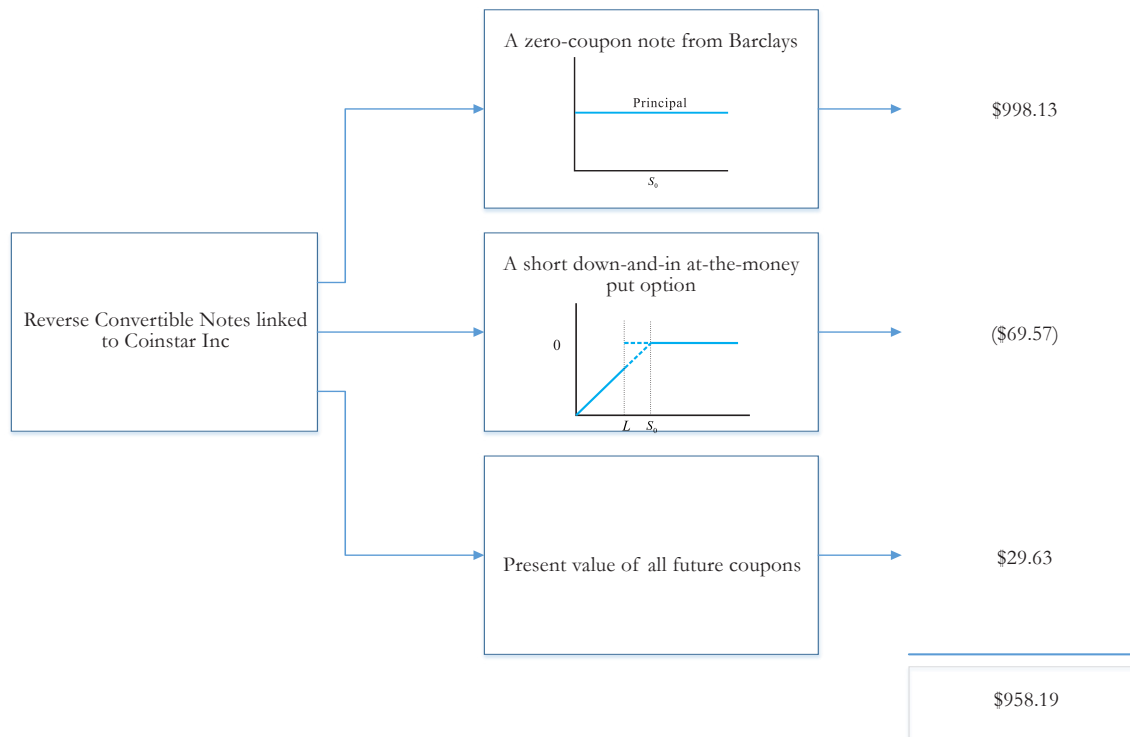 A zero-coupon note from Barclays
Principal
S₀
$998.13
Reverse Convertible Notes linked
to Coinstar Inc
A short down-and-in at-the-money
put option
0
L S₀
($69.57)
Present value of all future coupons
$29.63
$958.19